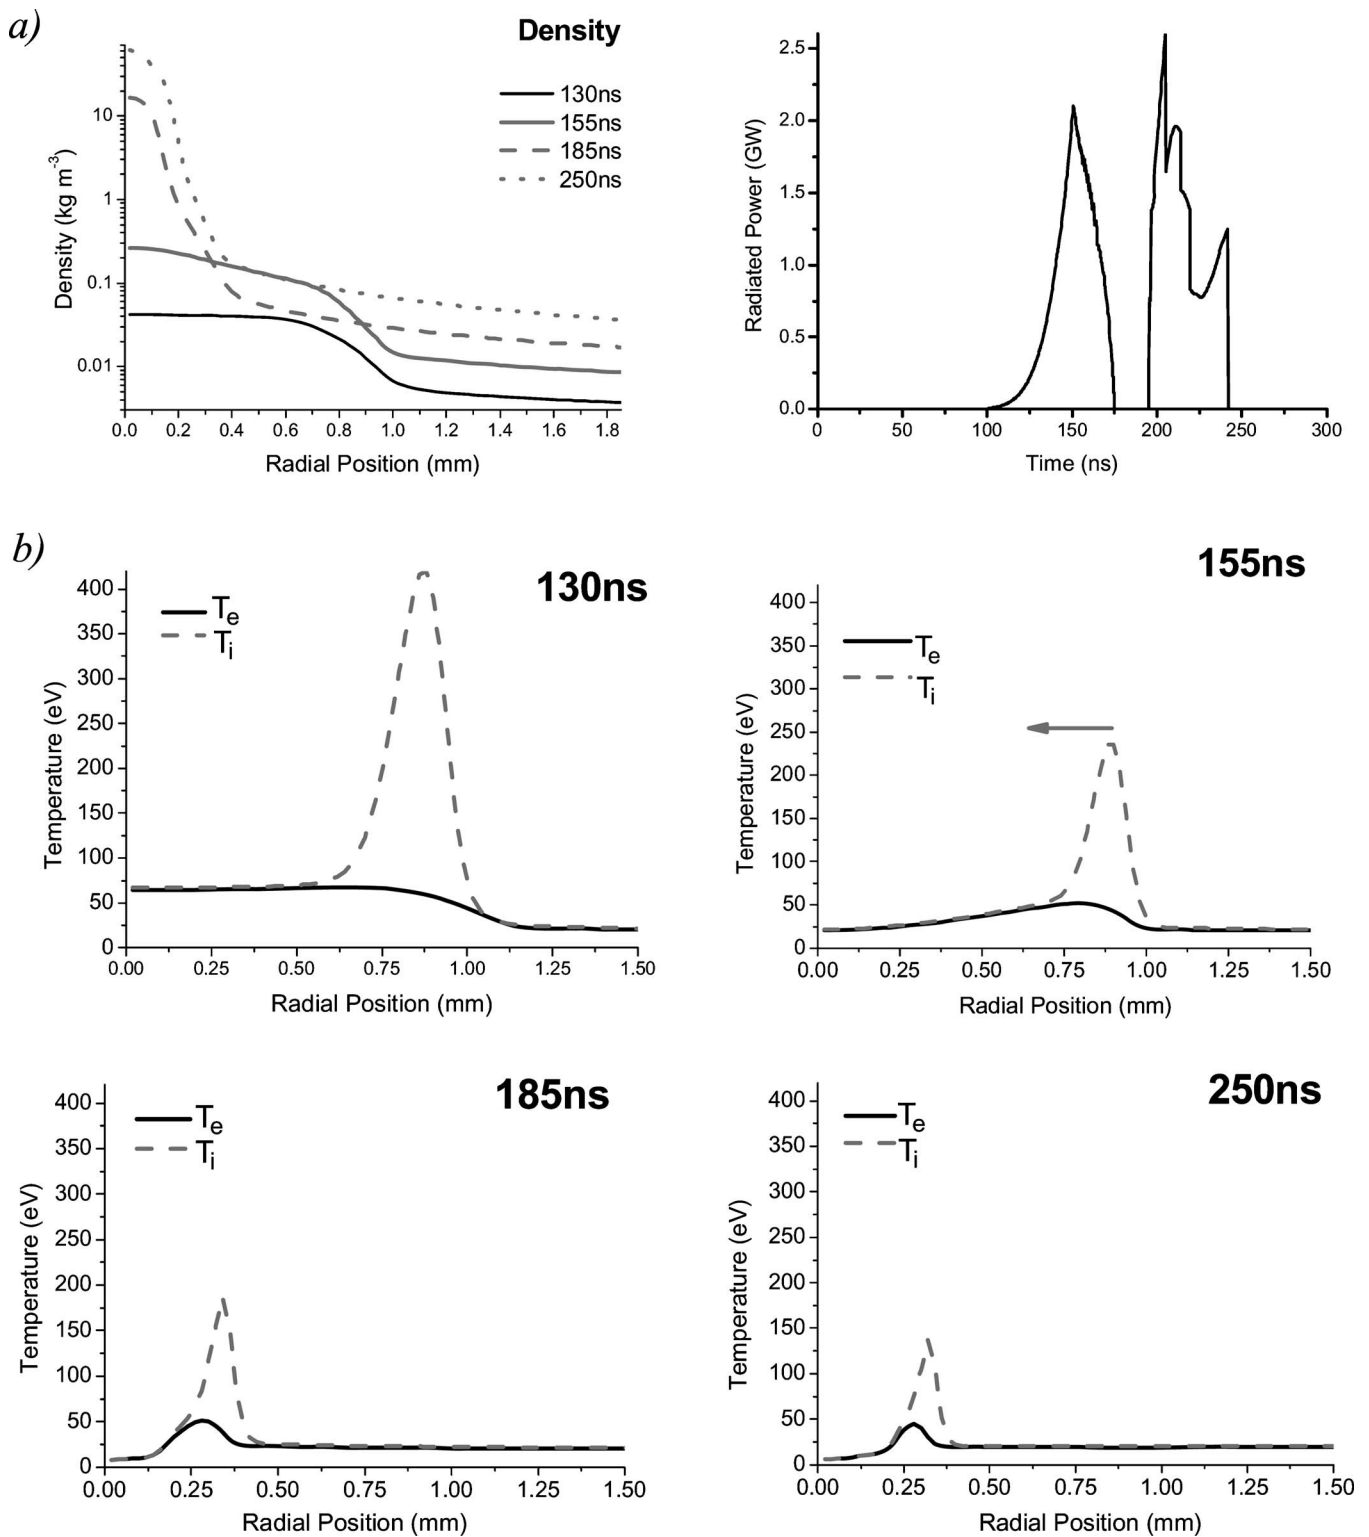 a)
Density
130ns
155ns
185ns
250ns
10
1
0.1
0.01
Density (kg m-3)
0.0 0.2 0.4 0.6 0.8 1.0 1.2 1.4 1.6 1.8
Radial Position (mm)
2.5
2.0
1.5
1.0
0.5
0.0
Radiated Power (GW)
0 50 100 150 200 250 300
Time (ns)
b)
130ns
Te
Ti
400
350
300
250
200
150
100
50
0
Temperature (eV)
0.00 0.25 0.50 0.75 1.00 1.25 1.50
Radial Position (mm)
155ns
Te
Ti
400
350
300
250
200
150
100
50
0
Temperature (eV)
0.00 0.25 0.50 0.75 1.00 1.25 1.50
Radial Position (mm)
185ns
Te
Ti
400
350
300
250
200
150
100
50
0
Temperature (eV)
0.00 0.25 0.50 0.75 1.00 1.25 1.50
Radial Position (mm)
250ns
Te
Ti
400
350
300
250
200
150
100
50
0
Temperature (eV)
0.00 0.25 0.50 0.75 1.00 1.25 1.50
Radial Position (mm)